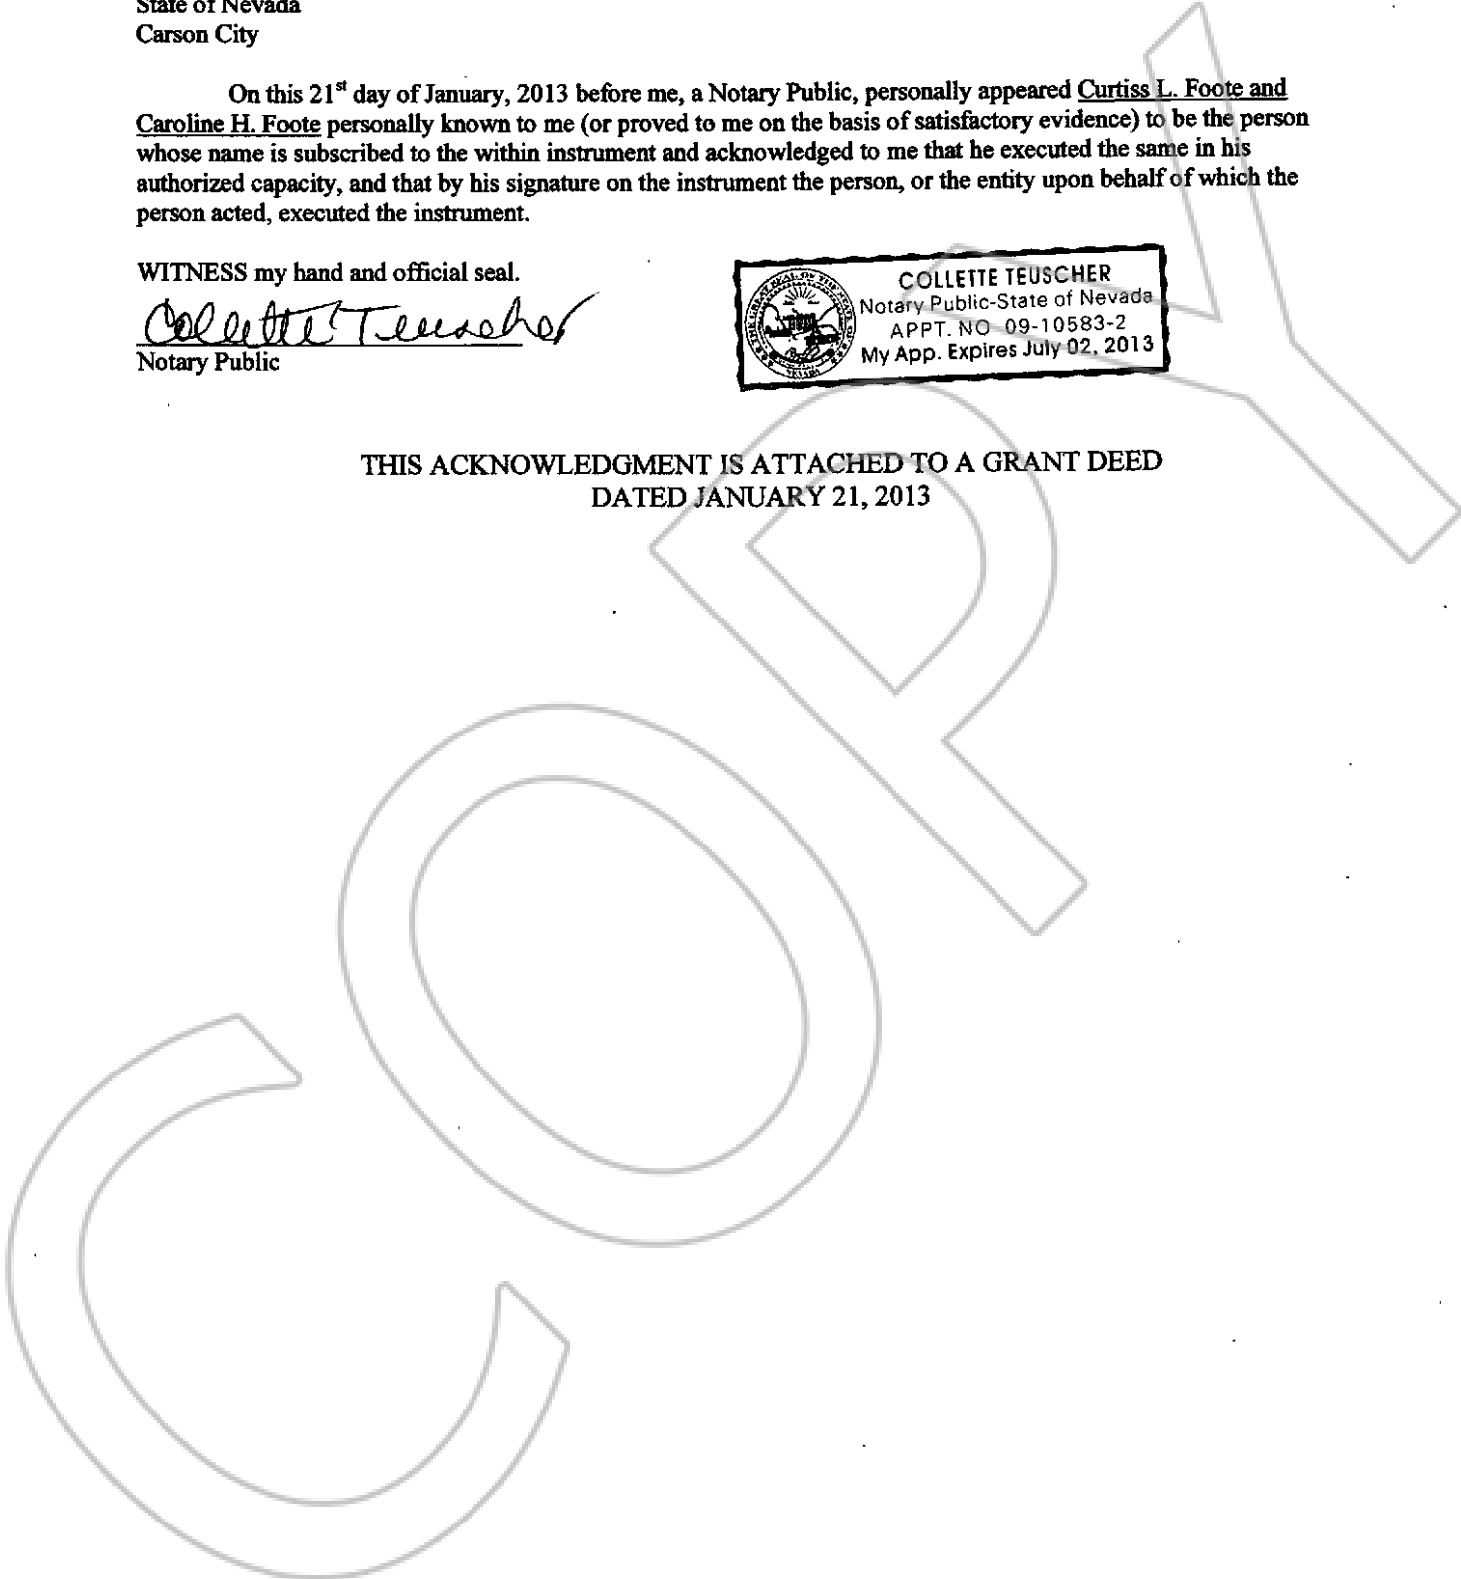 State of Nevada
Carson City
On this 21st day of January, 2013 before me, a Notary Public, personally appeared Curtiss L. Foote and
Caroline H. Foote personally known to me (or proved to me on the basis of satisfactory evidence) to be the person
whose name is subscribed to the within instrument and acknowledged to me that he executed the same in his
authorized capacity, and that by his signature on the instrument the person, or the entity upon behalf of which the
person acted, executed the instrument.
WITNESS my hand and official seal.
Collette Teuscher
Notary Public
COLLETTE TEUSCHER
Notary Public-State of Nevada
APPT. NO 09-10583-2
My App. Expires July 02, 2013
THIS ACKNOWLEDGMENT IS ATTACHED TO A GRANT DEED
DATED JANUARY 21, 2013
COPY